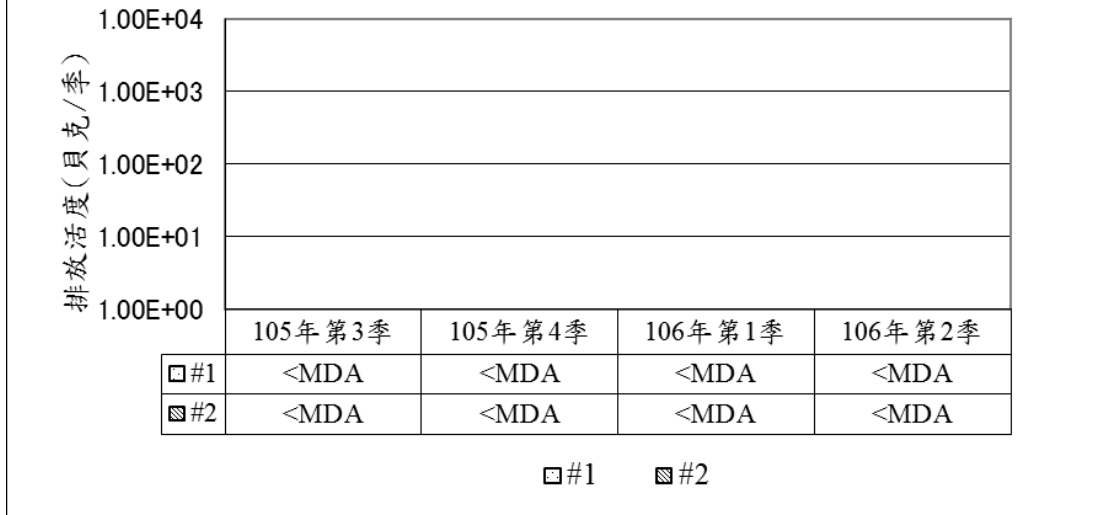 排放活度(貝克/季)
1.00E+04
1.00E+03
1.00E+02
1.00E+01
1.00E+00
105年第3季 105年第4季 106年第1季 106年第2季
#1 <MDA <MDA <MDA <MDA
#2 <MDA <MDA <MDA <MDA
#1 #2